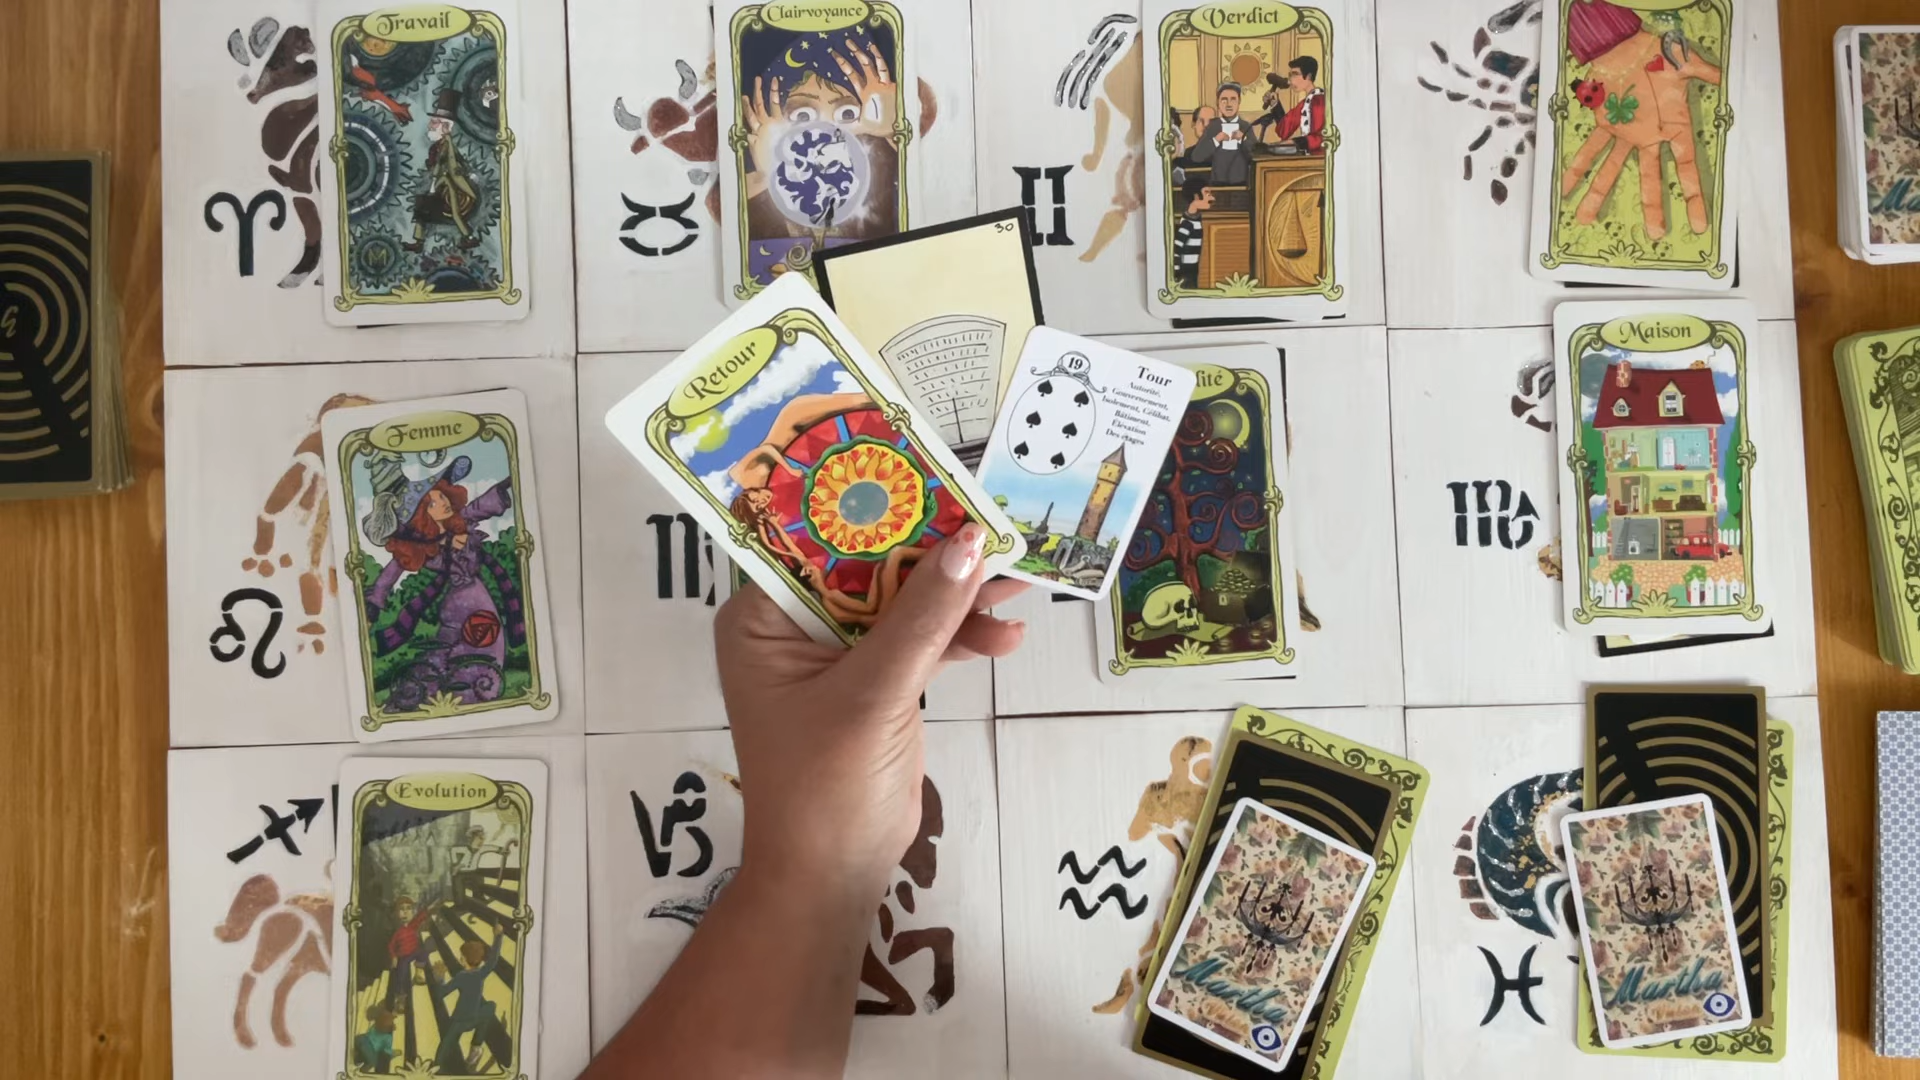 Travail
Clairvoyance
Verdict
30
Retour
19
Tour
Autorité,
Gouvernement,
Isolement, Célibat,
Bâtiment,
Élévation
Des étages
Maison
Femme
Evolution
Martha
Martha